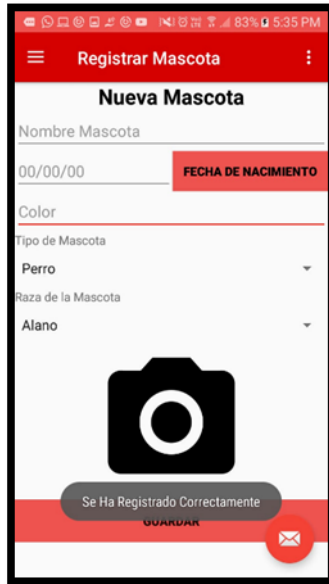 83% 5:35 PM
Registrar Mascota
Nueva Mascota
Nombre Mascota
00/00/00 FECHA DE NACIMIENTO
Color
Tipo de Mascota
Perro
Raza de la Mascota
Alano
Se Ha Registrado Correctamente
GUARDAR